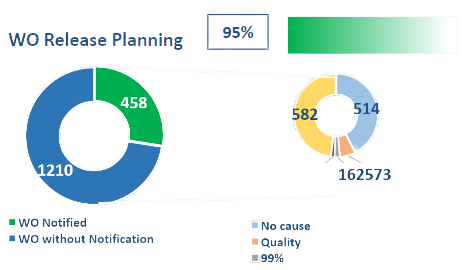 WO Release Planning
95%
458
1210
582
514
162573
WO Notified
WO without Notification
No cause
Quality
99%